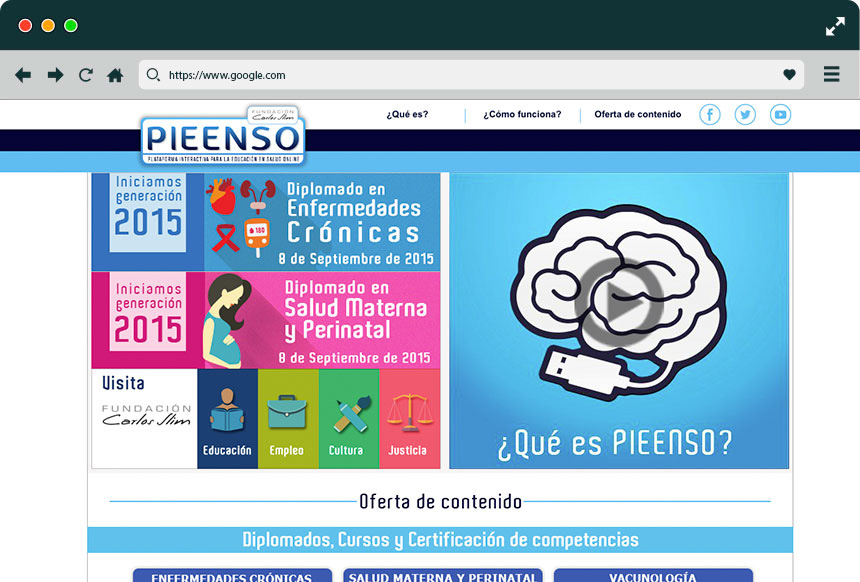 https://www.google.com
FUNDACIÓN
Carlos Slim
PIEENSO
PLATAFORMA INTERACTIVA PARA LA EDUCACIÓN EN SALUD ONLINE
¿Qué es?
¿Cómo funciona?
Oferta de contenido
Iniciamos
generación
2015
Diplomado en
Enfermedades
Crónicas
8 de Septiembre de 2015
180
Iniciamos
generación
2015
Diplomado en
Salud Materna
y Perinatal
8 de Septiembre de 2015
Visita
FUNDACIÓN
Carlos Slim
Educación
Empleo
Cultura
Justicia
¿Qué es PIEENSO?
Oferta de contenido
Diplomados, Cursos y Certificación de competencias
ENFERMEDADES CRÓNICAS
SALUD MATERNA Y PERINATAL
VACUNOLOGÍA